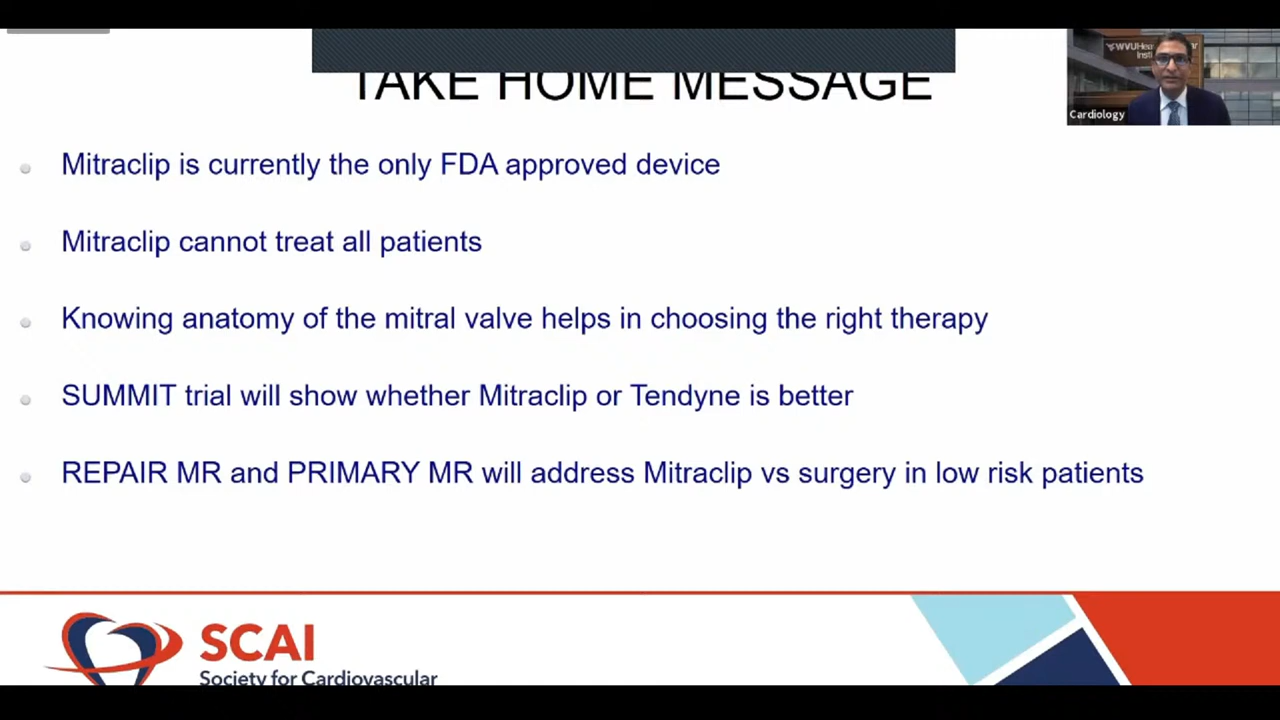 TAKE HOME MESSAGE
Cardiology
Mitraclip is currently the only FDA approved device
Mitraclip cannot treat all patients
Knowing anatomy of the mitral valve helps in choosing the right therapy
SUMMIT trial will show whether Mitraclip or Tendyne is better
REPAIR MR and PRIMARY MR will address Mitraclip vs surgery in low risk patients
SCAI
Society for Cardiovascular